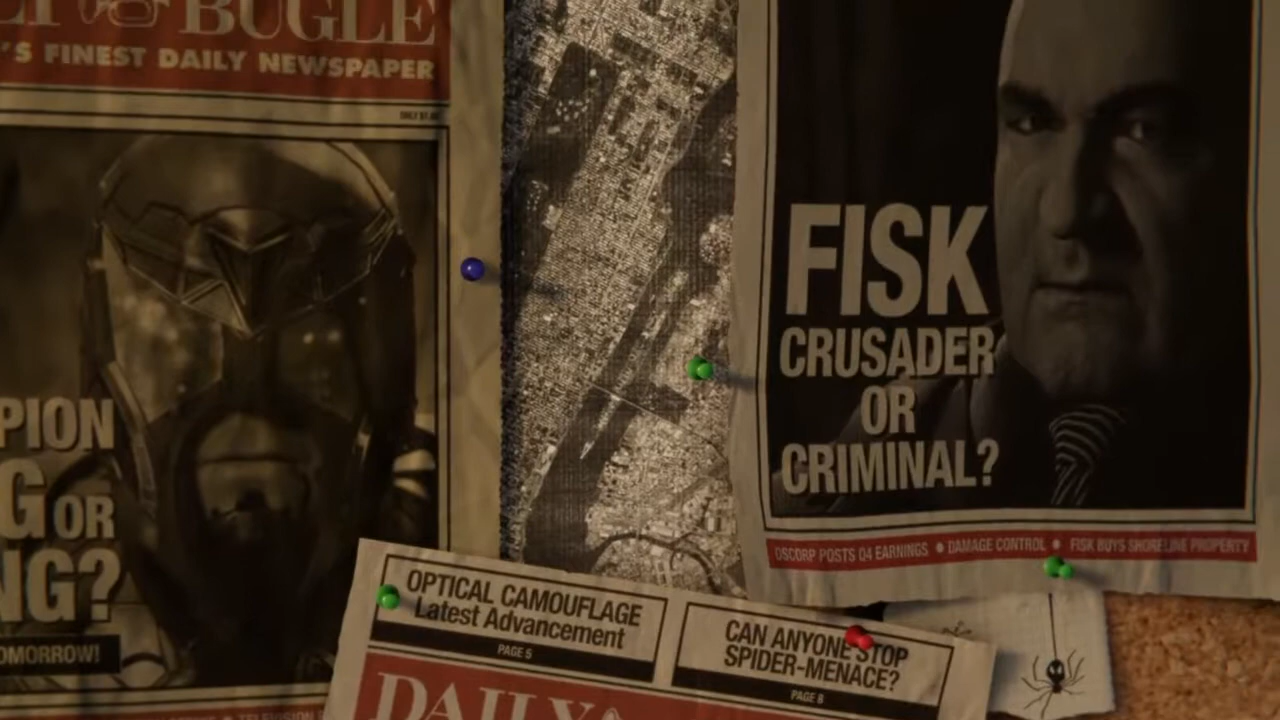 BUGLE
'S FINEST DAILY NEWSPAPER
PION
G OR
NG?
OMORROW!
FISK
CRUSADER
OR
CRIMINAL?
OSCORP POSTS Q4 EARNINGS • DAMAGE CONTROL • FISK BUYS SHORELINE PROPERTY
OPTICAL CAMOUFLAGE
Latest Advancement
PAGE 5
CAN ANYONE STOP
SPIDER-MENACE?
PAGE 8
DAILY